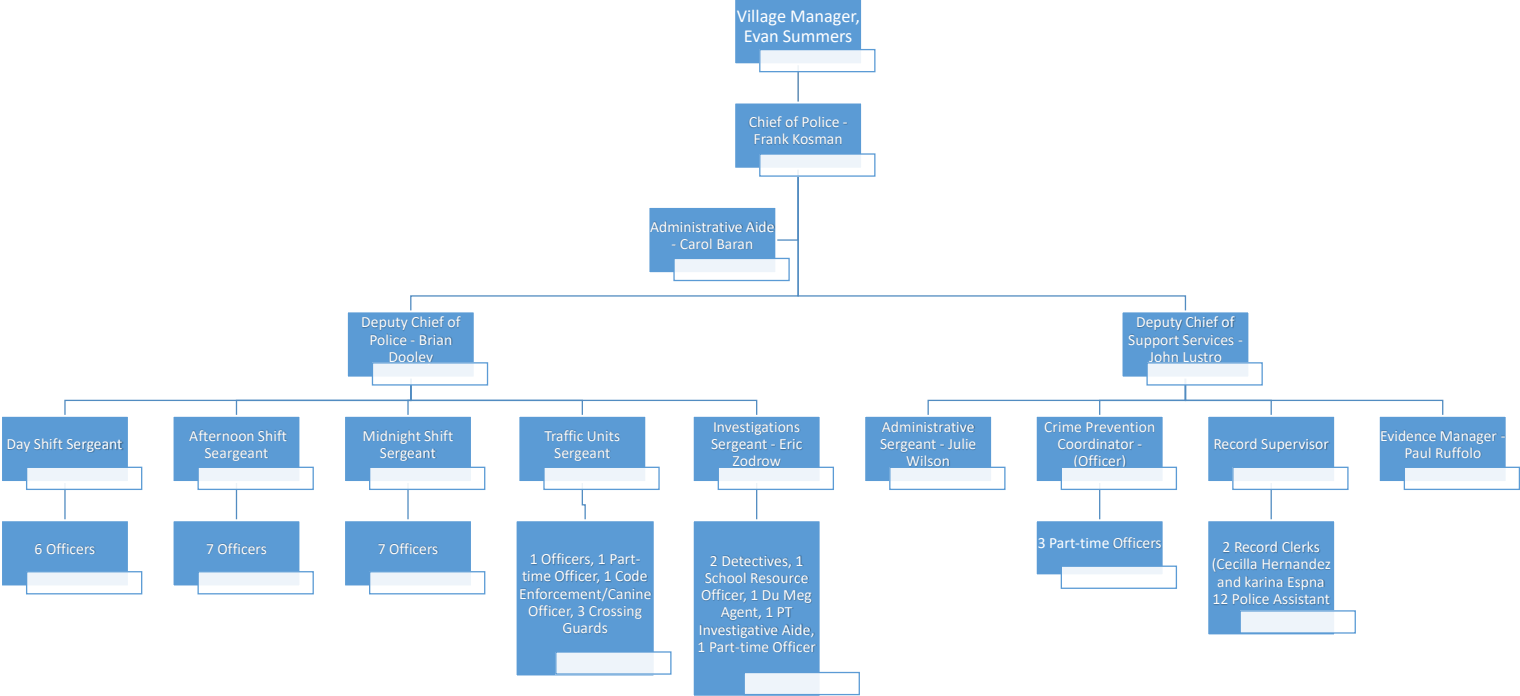 Village Manager,
Evan Summers
Chief of Police -
Frank Kosman
Administrative Aide
- Carol Baran
Deputy Chief of
Police - Brian
Dooley
Deputy Chief of
Support Services -
John Lustro
Day Shift Sergeant
Afternoon Shift
Seargeant
Midnight Shift
Sergeant
Traffic Units
Sergeant
Investigations
Sergeant - Eric
Zodrow
Administrative
Sergeant - Julie
Wilson
Crime Prevention
Coordinator -
(Officer)
Record Supervisor
Evidence Manager -
Paul Ruffolo
6 Officers
7 Officers
7 Officers
1 Officers, 1 Part-
time Officer, 1 Code
Enforcement/Canine
Officer, 3 Crossing
Guards
2 Detectives, 1
School Resource
Officer, 1 Du Meg
Agent, 1 PT
Investigative Aide,
1 Part-time Officer
3 Part-time Officers
2 Record Clerks
(Cecilla Hernandez
and karina Espna
12 Police Assistant